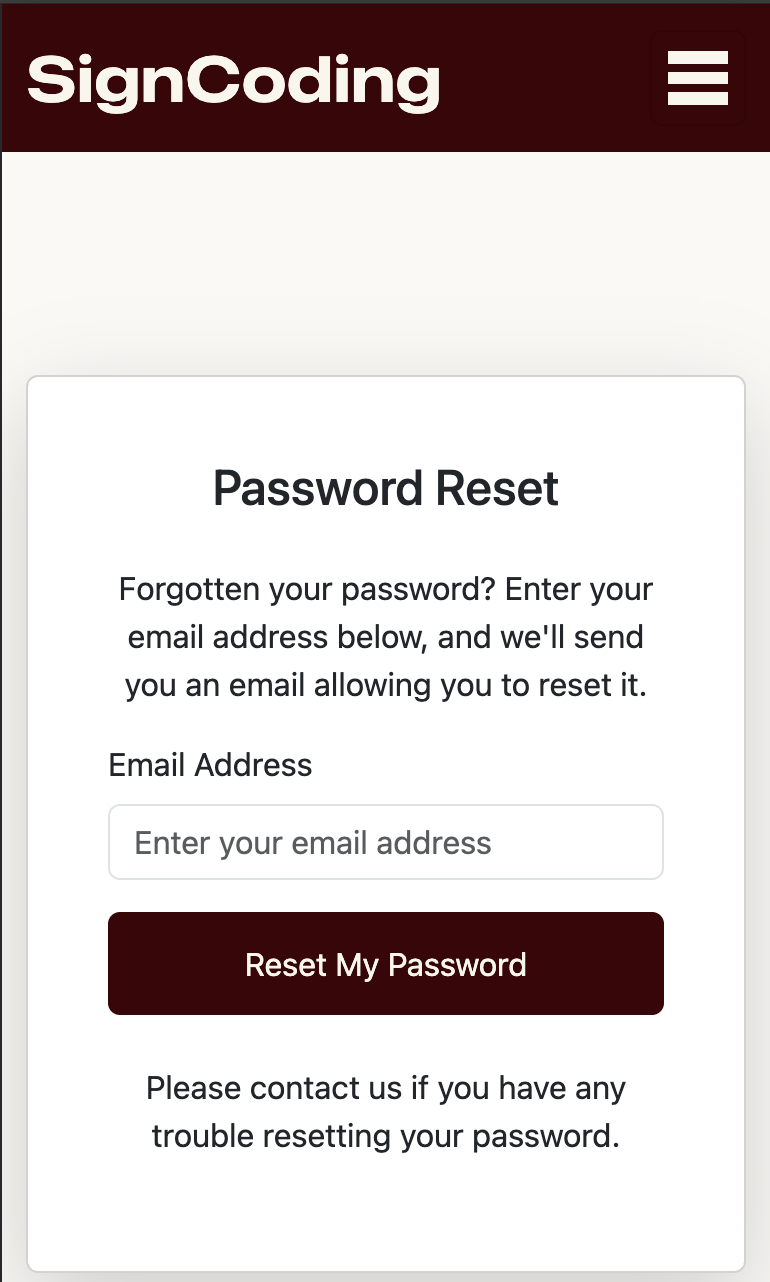 SignCoding
Password Reset
Forgotten your password? Enter your
email address below, and we'll send
you an email allowing you to reset it.
Email Address
Enter your email address
Reset My Password
Please contact us if you have any
trouble resetting your password.